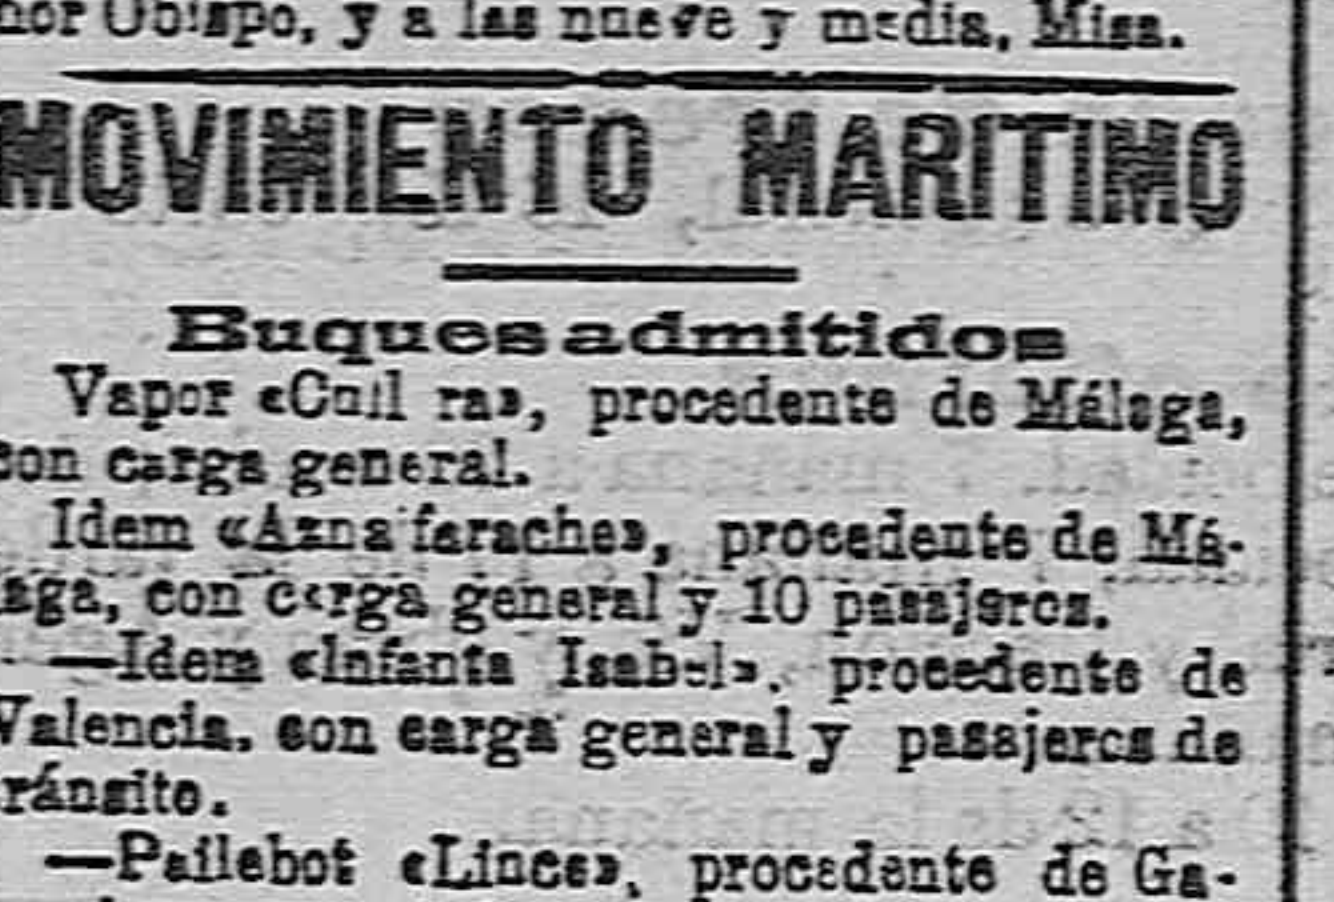 ñor Obispo, y a las nueve y media, Misa.
MOVIMIENTO MARITIMO
Buques admitidos
Vapor ra», procedente de Málaga,
con carga general.
Idem «Aznalfarache», procedente de Má-
laga, con carga general y 10 pasajeros.
—Idem «Infanta Isabel», procedente de
Valencia, con carga general y pasajeros de
tránsito.
—Pailebot «Lince», procedente de Ga-